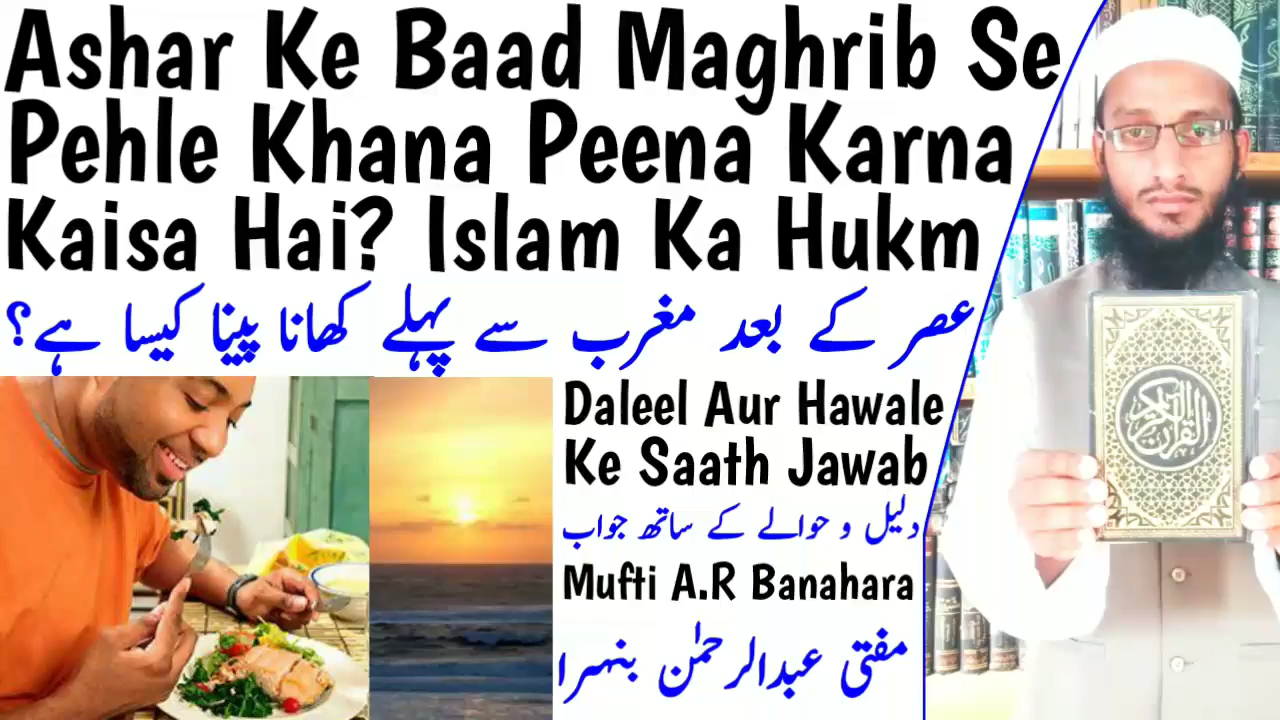 Ashar Ke Baad Maghrib Se
Pehle Khana Peena Karna
Kaisa Hai? Islam Ka Hukm
عصر کے بعد مغرب سے پہلے کھانا پینا کیسا ہے؟
Daleel Aur Hawale
Ke Saath Jawab
دلیل و حوالے کے ساتھ جواب
Mufti A.R Banahara
مفتی عبدالرحمٰن بنہرا
القرآن الكريم